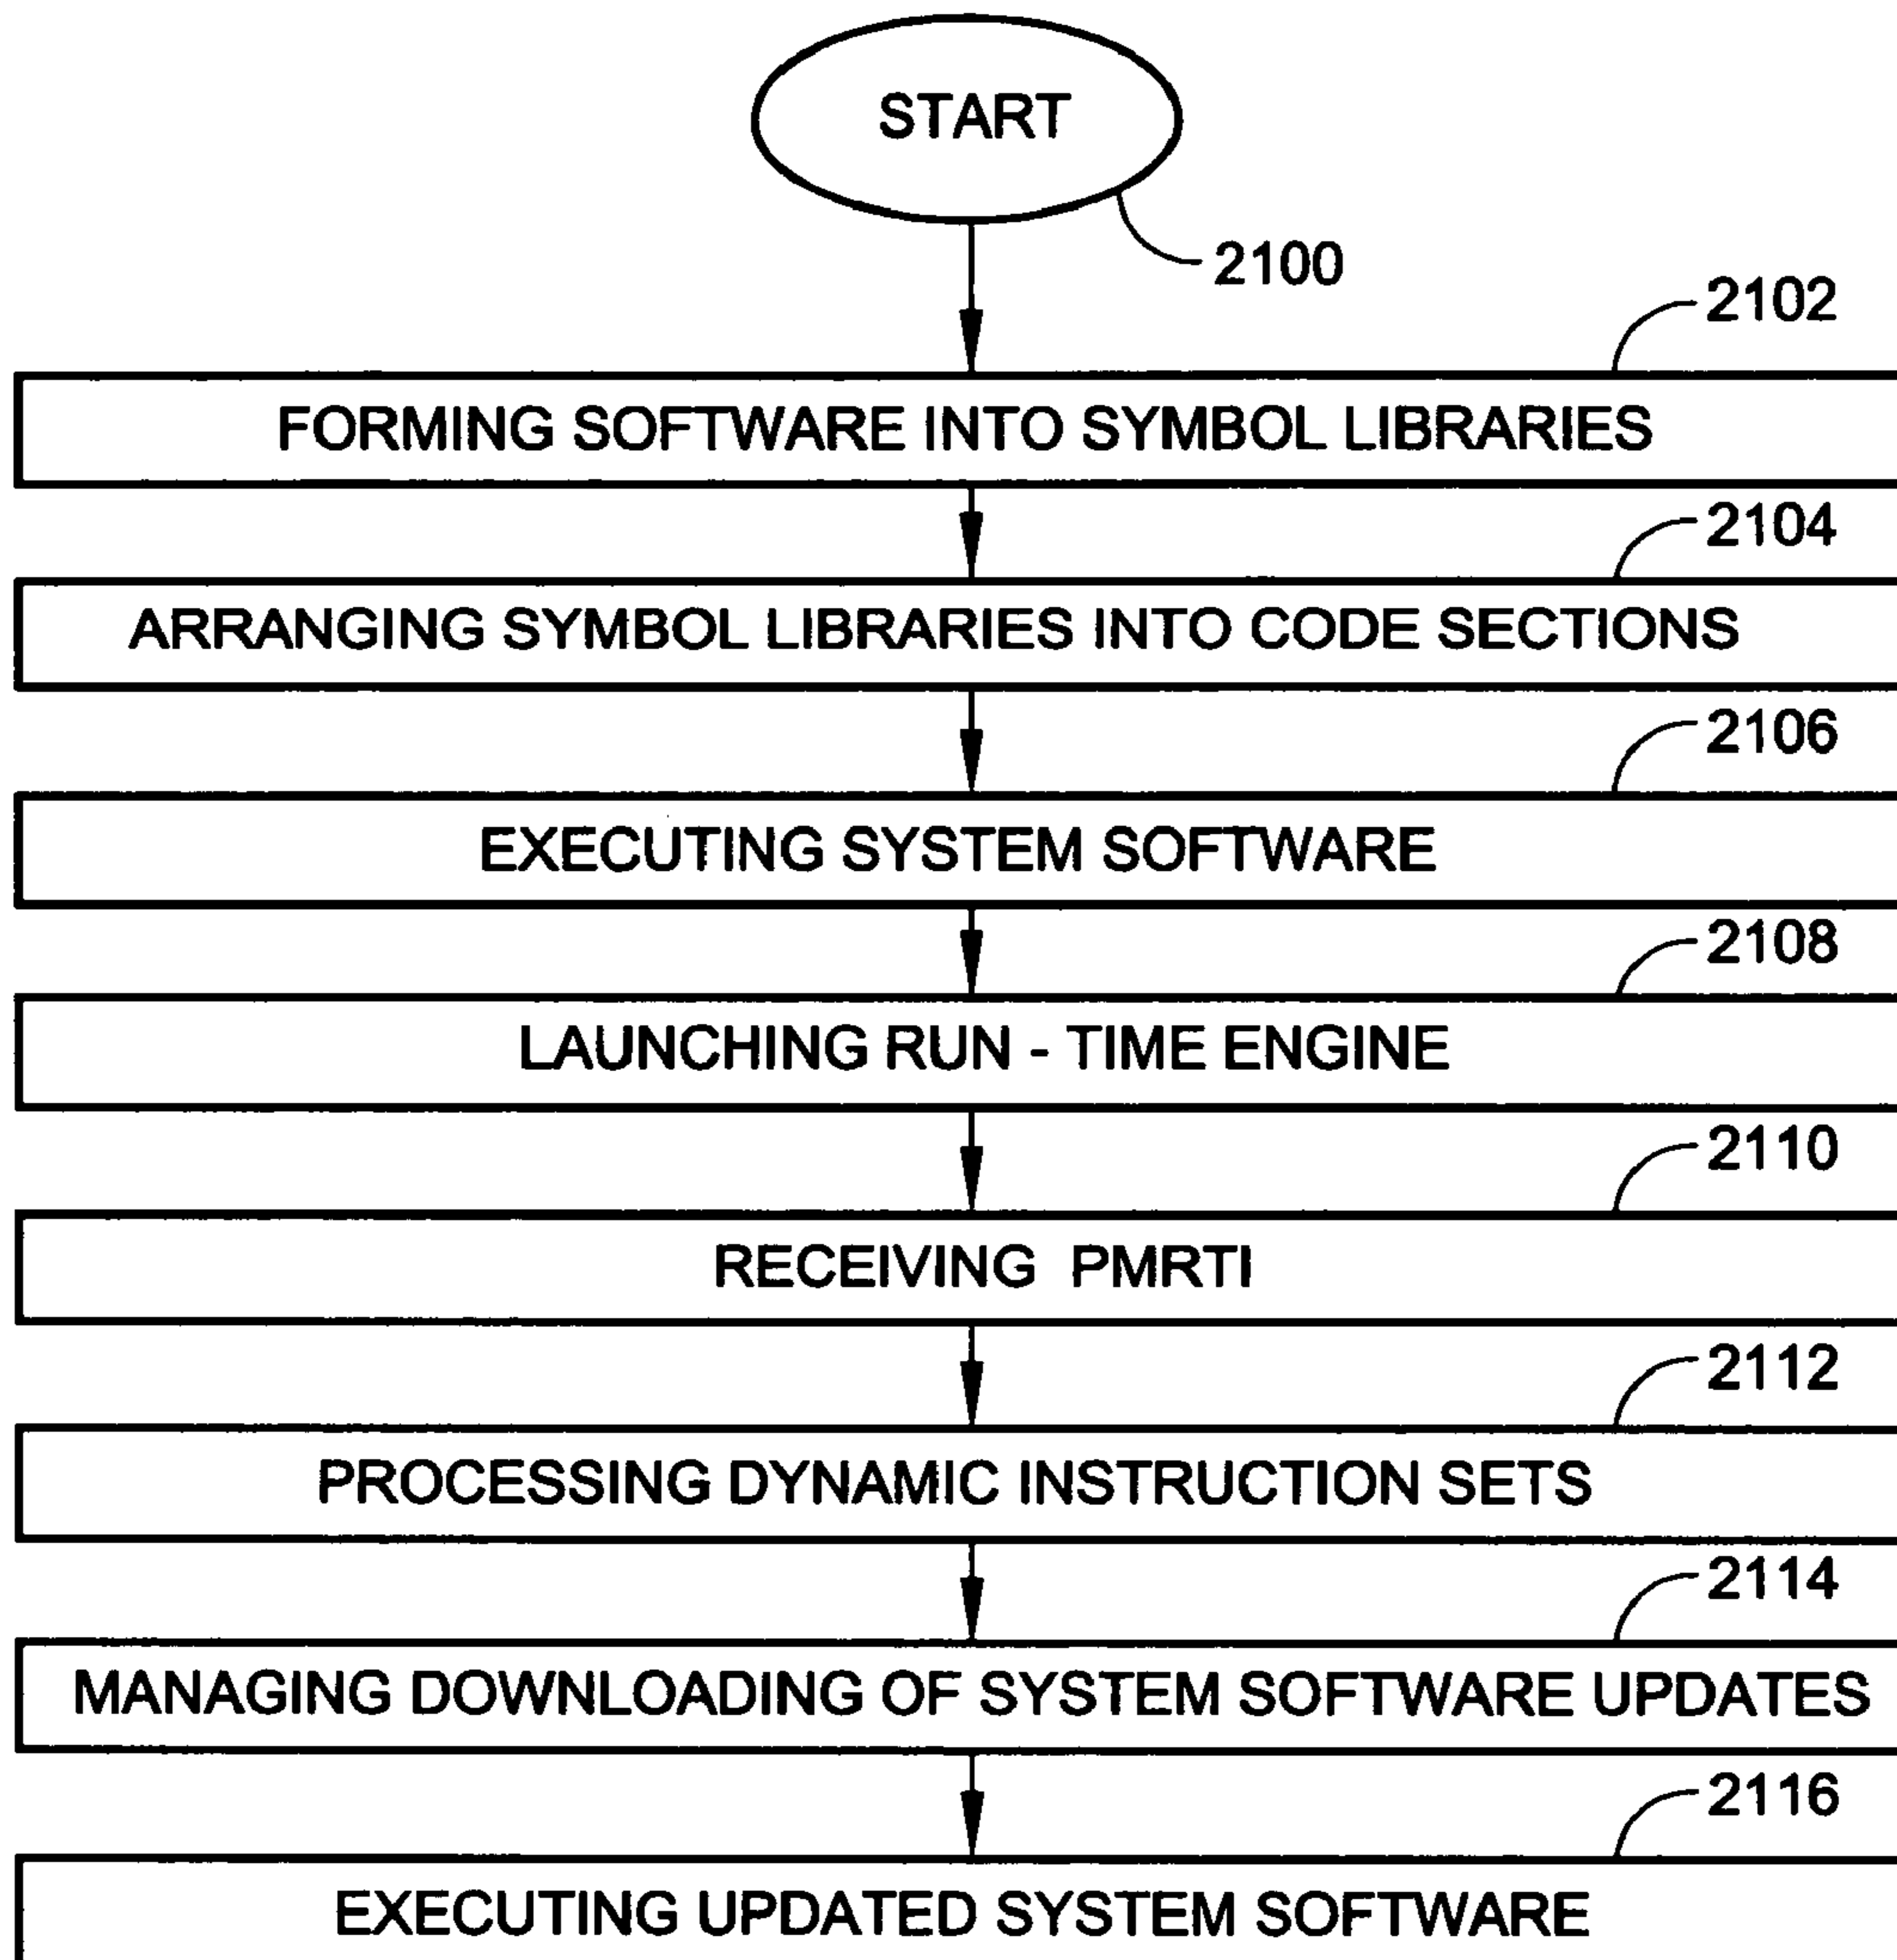 START
2100
2102
FORMING SOFTWARE INTO SYMBOL LIBRARIES
2104
ARRANGING SYMBOL LIBRARIES INTO CODE SECTIONS
2106
EXECUTING SYSTEM SOFTWARE
2108
LAUNCHING RUN - TIME ENGINE
2110
RECEIVING PMRTI
2112
PROCESSING DYNAMIC INSTRUCTION SETS
2114
MANAGING DOWNLOADING OF SYSTEM SOFTWARE UPDATES
2116
EXECUTING UPDATED SYSTEM SOFTWARE